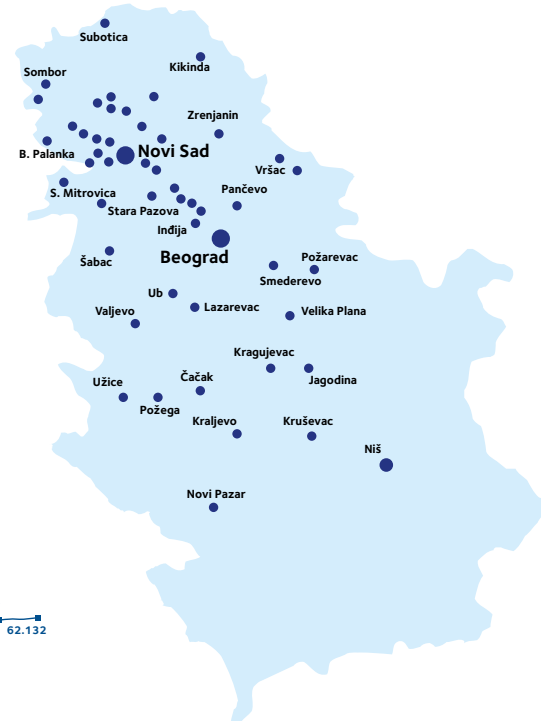 Subotica
Kikinda
Sombor
Zrenjanin
B. Palanka
Novi Sad
Vršac
S. Mitrovica
Pančevo
Stara Pazova
Inđija
Beograd
Šabac
Požarevac
Smederevo
Ub
Lazarevac
Valjevo
Velika Plana
Kragujevac
Čačak
Jagodina
Užice
Požega
Kraljevo
Kruševac
Niš
Novi Pazar
62.132